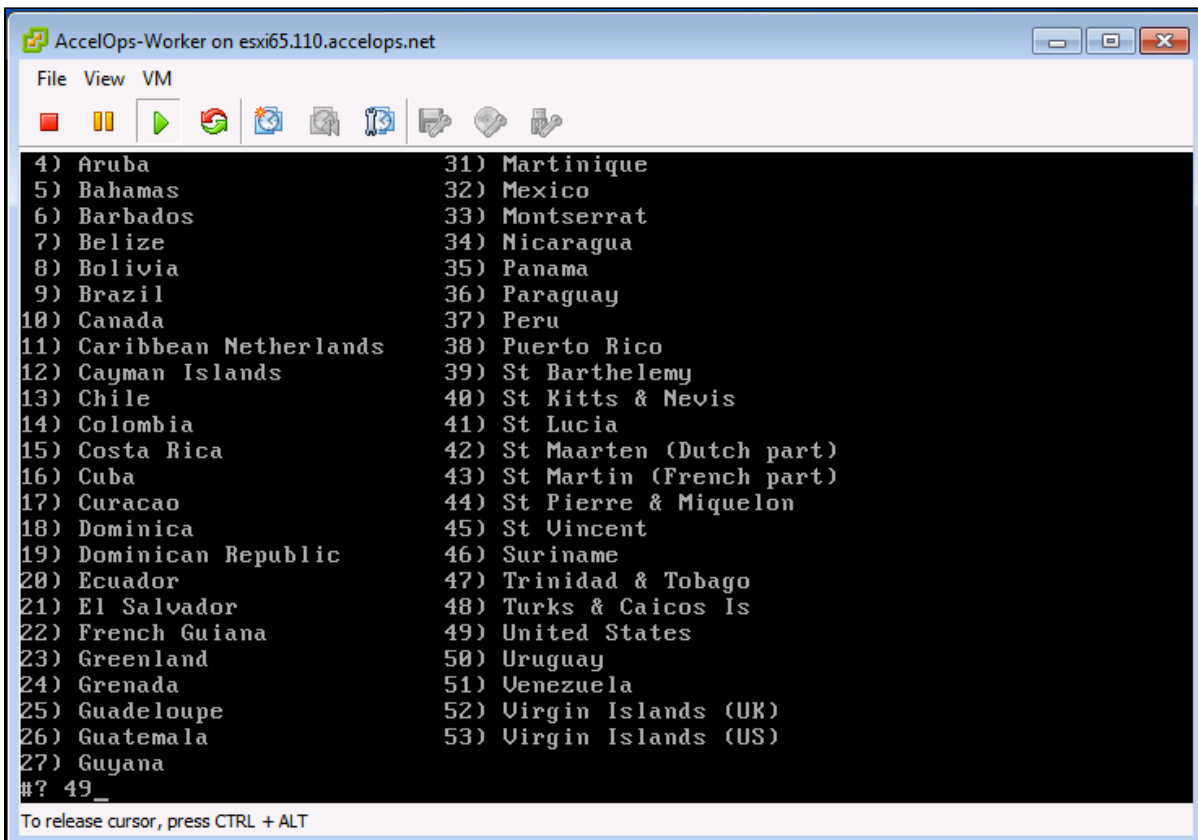 AccelOps-Worker on esxi65.110.accelops.net
File View VM
4) Aruba 31) Martinique
5) Bahamas 32) Mexico
6) Barbados 33) Montserrat
7) Belize 34) Nicaragua
8) Bolivia 35) Panama
9) Brazil 36) Paraguay
10) Canada 37) Peru
11) Caribbean Netherlands 38) Puerto Rico
12) Cayman Islands 39) St Barthelemy
13) Chile 40) St Kitts & Nevis
14) Colombia 41) St Lucia
15) Costa Rica 42) St Maarten (Dutch part)
16) Cuba 43) St Martin (French part)
17) Curacao 44) St Pierre & Miquelon
18) Dominica 45) St Vincent
19) Dominican Republic 46) Suriname
20) Ecuador 47) Trinidad & Tobago
21) El Salvador 48) Turks & Caicos Is
22) French Guiana 49) United States
23) Greenland 50) Uruguay
24) Grenada 51) Venezuela
25) Guadeloupe 52) Virgin Islands (UK)
26) Guatemala 53) Virgin Islands (US)
27) Guyana
#? 49_
To release cursor, press CTRL + ALT